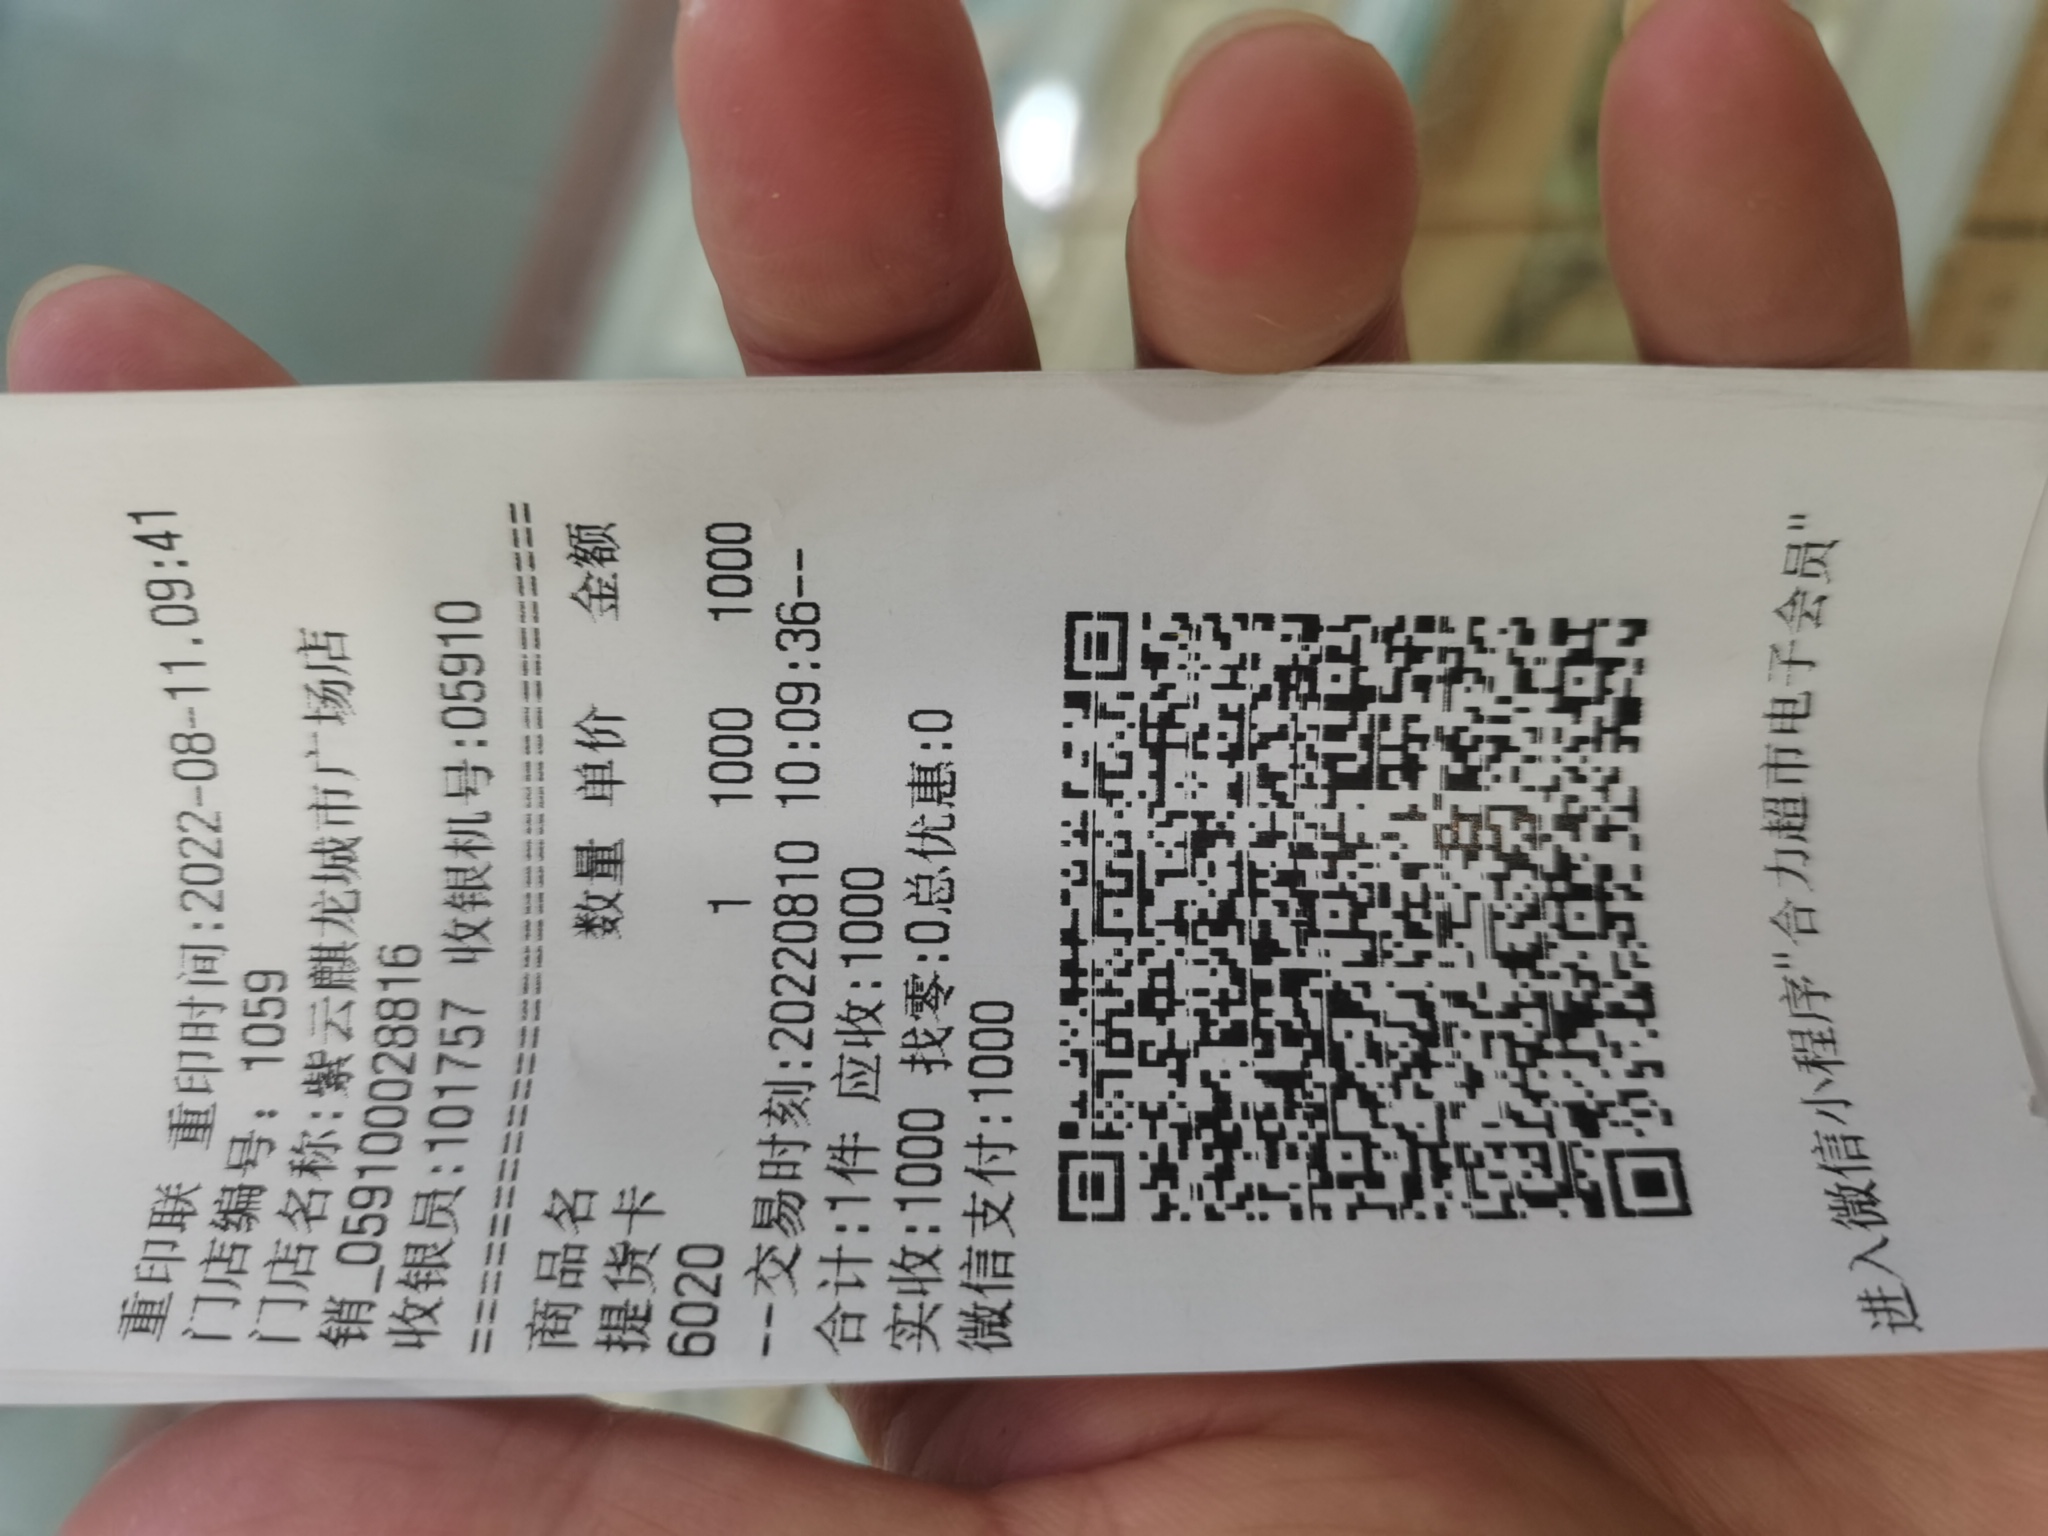 重印联 重印时间:2022-08-11.09:41
门店编号: 1059
门店名称:紫云麒龙城市广场店
销_0591000028816
收银员:101757 收银机号:05910
================================
商品名 数量 单价 金额
提货卡
6020 1 1000 1000
--交易时刻:20220810 10:09:36--
合计:1件 应收:1000
实收:1000 找零:0总优惠:0
微信支付:1000
进入微信小程序"合力超市电子会员"